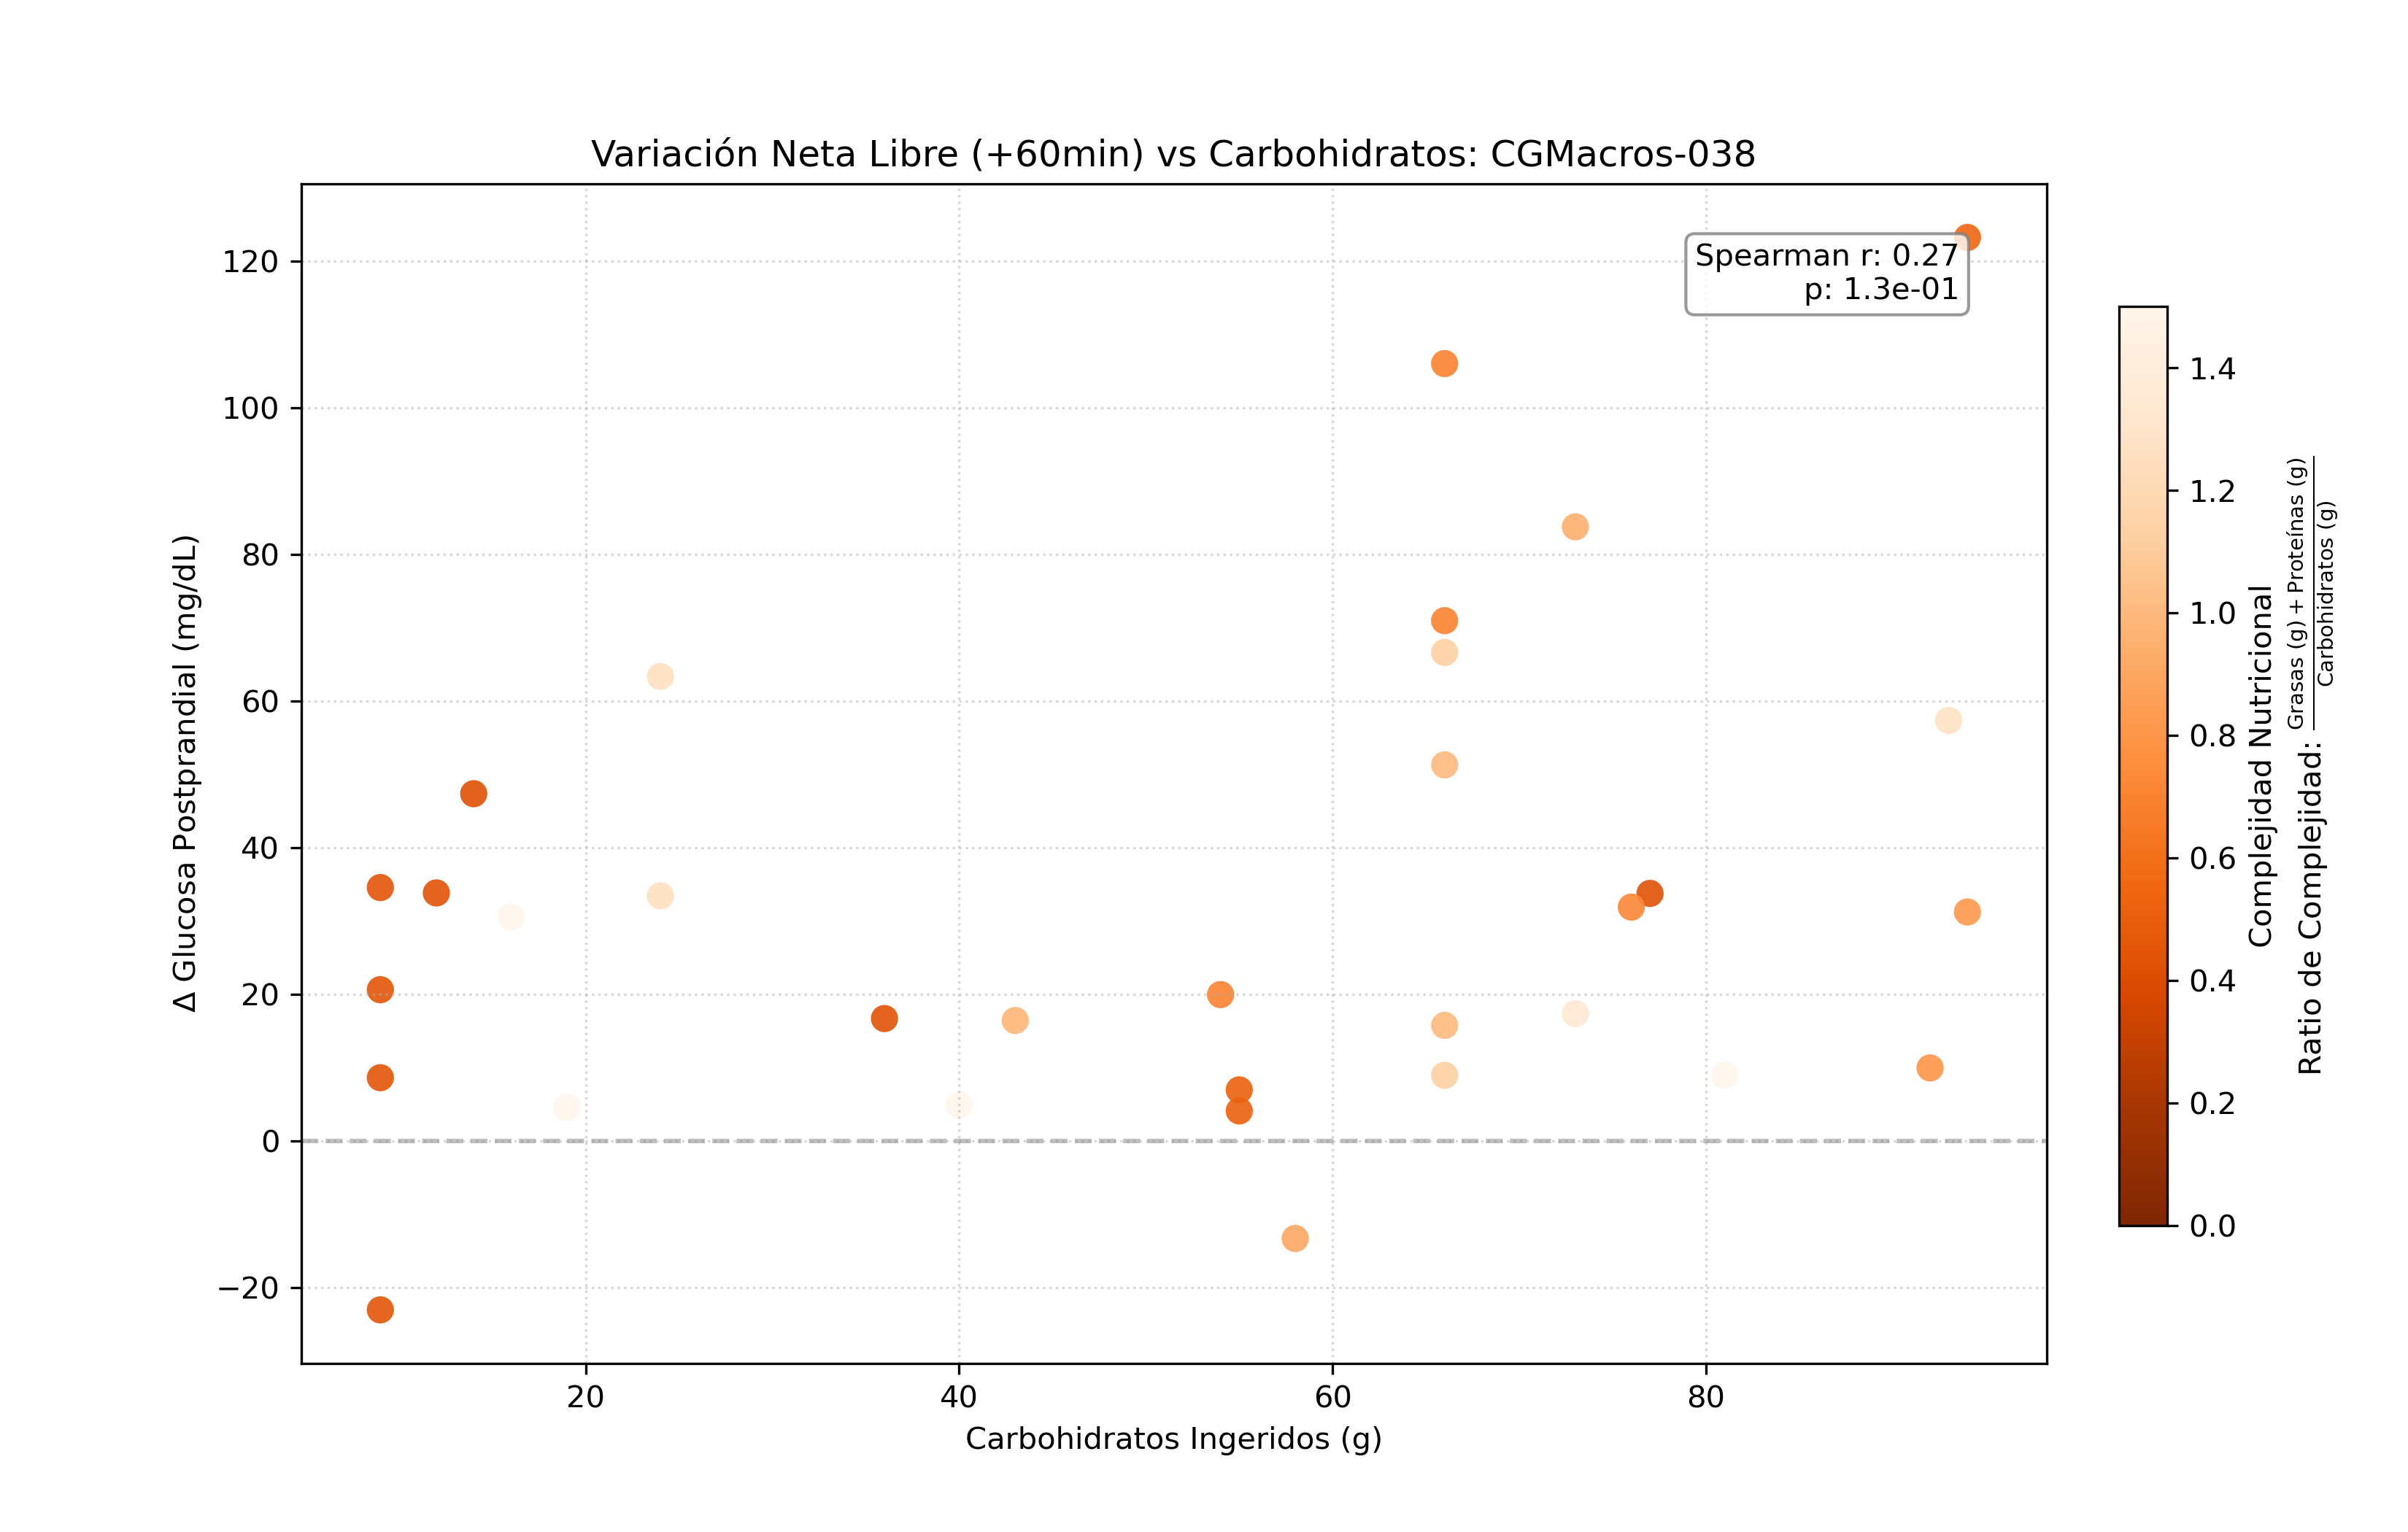 Variación Neta Libre (+60min) vs Carbohidratos: CGMacros-038
Spearman r: 0.27
p: 1.3e-01
Δ Glucosa Postprandial (mg/dL)
120
100
80
60
40
20
0
−20
20
40
60
80
Carbohidratos Ingeridos (g)
1.4
1.2
1.0
0.8
0.6
0.4
0.2
0.0
Complejidad Nutricional
Ratio de Complejidad: Grasas (g) + Proteínas (g)
Carbohidratos (g)